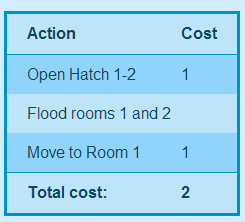 Action Cost
Open Hatch 1-2 1
Flood rooms 1 and 2
Move to Room 1 1
Total cost: 2